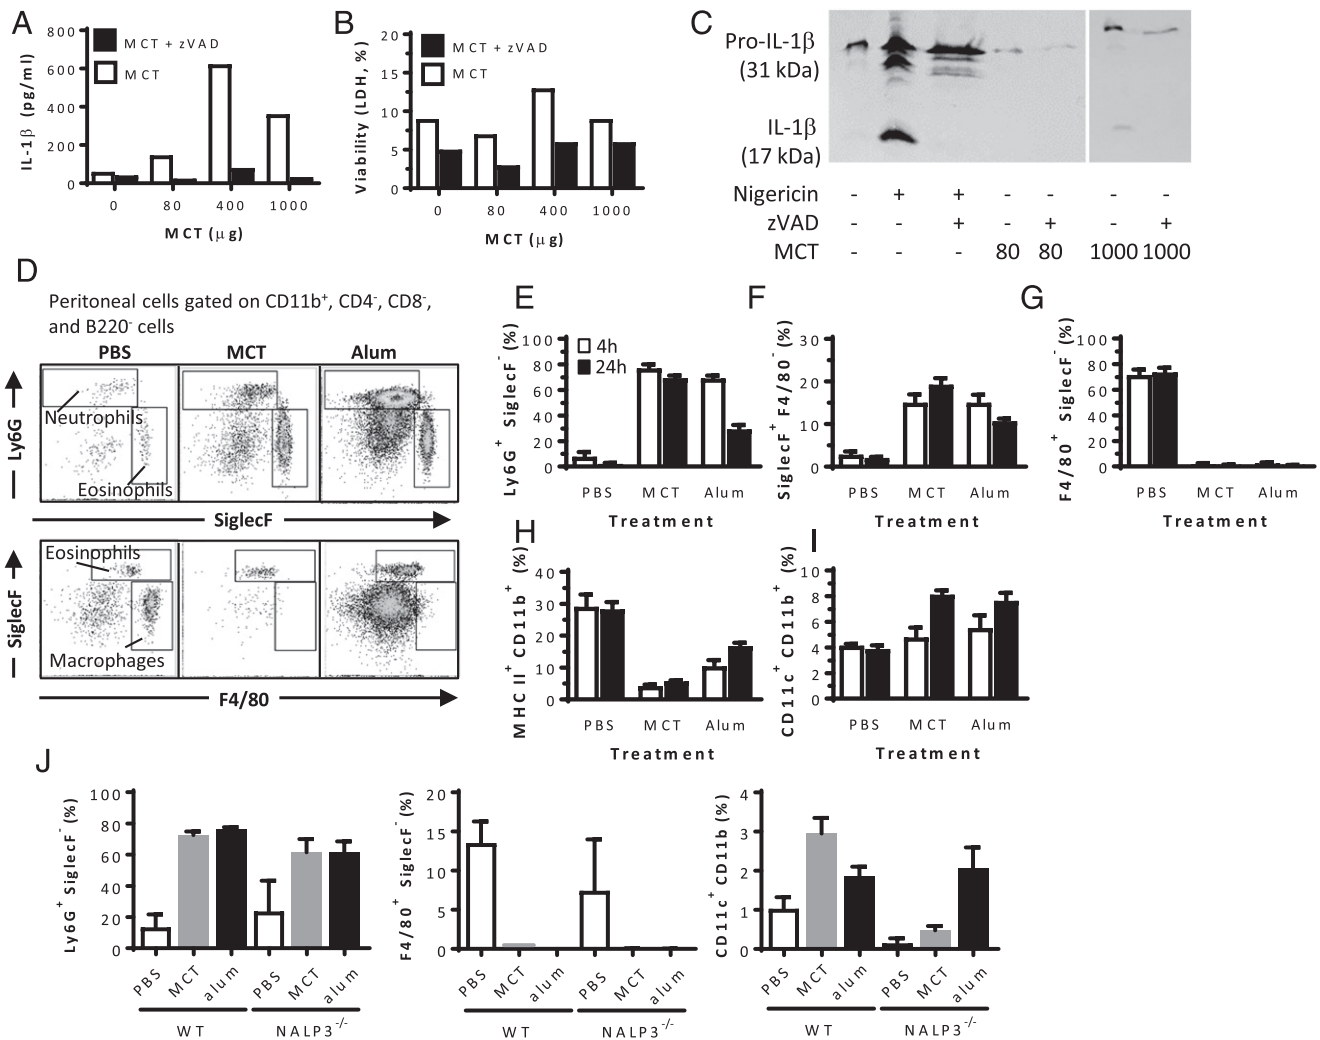 A
IL-1β (pg/ml)
800
600
400
200
0
MCT + zVAD
MCT
0 80 400 1000
MCT (μg)
B
Viability (LDH, %)
20
15
10
5
0
MCT + zVAD
MCT
0 80 400 1000
MCT (μg)
C
Pro-IL-1β
(31 kDa)
IL-1β
(17 kDa)
Nigericin - + + - - - -
zVAD - - + - + - +
MCT - - - 80 80 1000 1000
D
Peritoneal cells gated on CD11b+, CD4-, CD8-,
and B220- cells
PBS MCT Alum
Ly6G
Neutrophils
Eosinophils
SiglecF
SiglecF
Eosinophils
Macrophages
F4/80
E
Ly6G+ SiglecF- (%)
100
80
60
40
20
0
4h
24h
PBS MCT Alum
Treatment
F
SiglecF+ F4/80- (%)
30
20
10
0
PBS MCT Alum
Treatment
G
F4/80+ SiglecF- (%)
100
80
60
40
20
0
PBS MCT Alum
Treatment
H
MHC II+ CD11b+ (%)
40
30
20
10
0
PBS MCT Alum
Treatment
I
CD11c+ CD11b+ (%)
10
8
6
4
2
0
PBS MCT Alum
Treatment
J
Ly6G+ SiglecF- (%)
100
80
60
40
20
0
PBS MCT alum PBS MCT alum
WT NALP3-/-
F4/80+ SiglecF- (%)
20
15
10
5
0
PBS MCT alum PBS MCT alum
WT NALP3-/-
CD11c+ CD11b (%)
4
3
2
1
0
PBS MCT alum PBS MCT alum
WT NALP3-/-